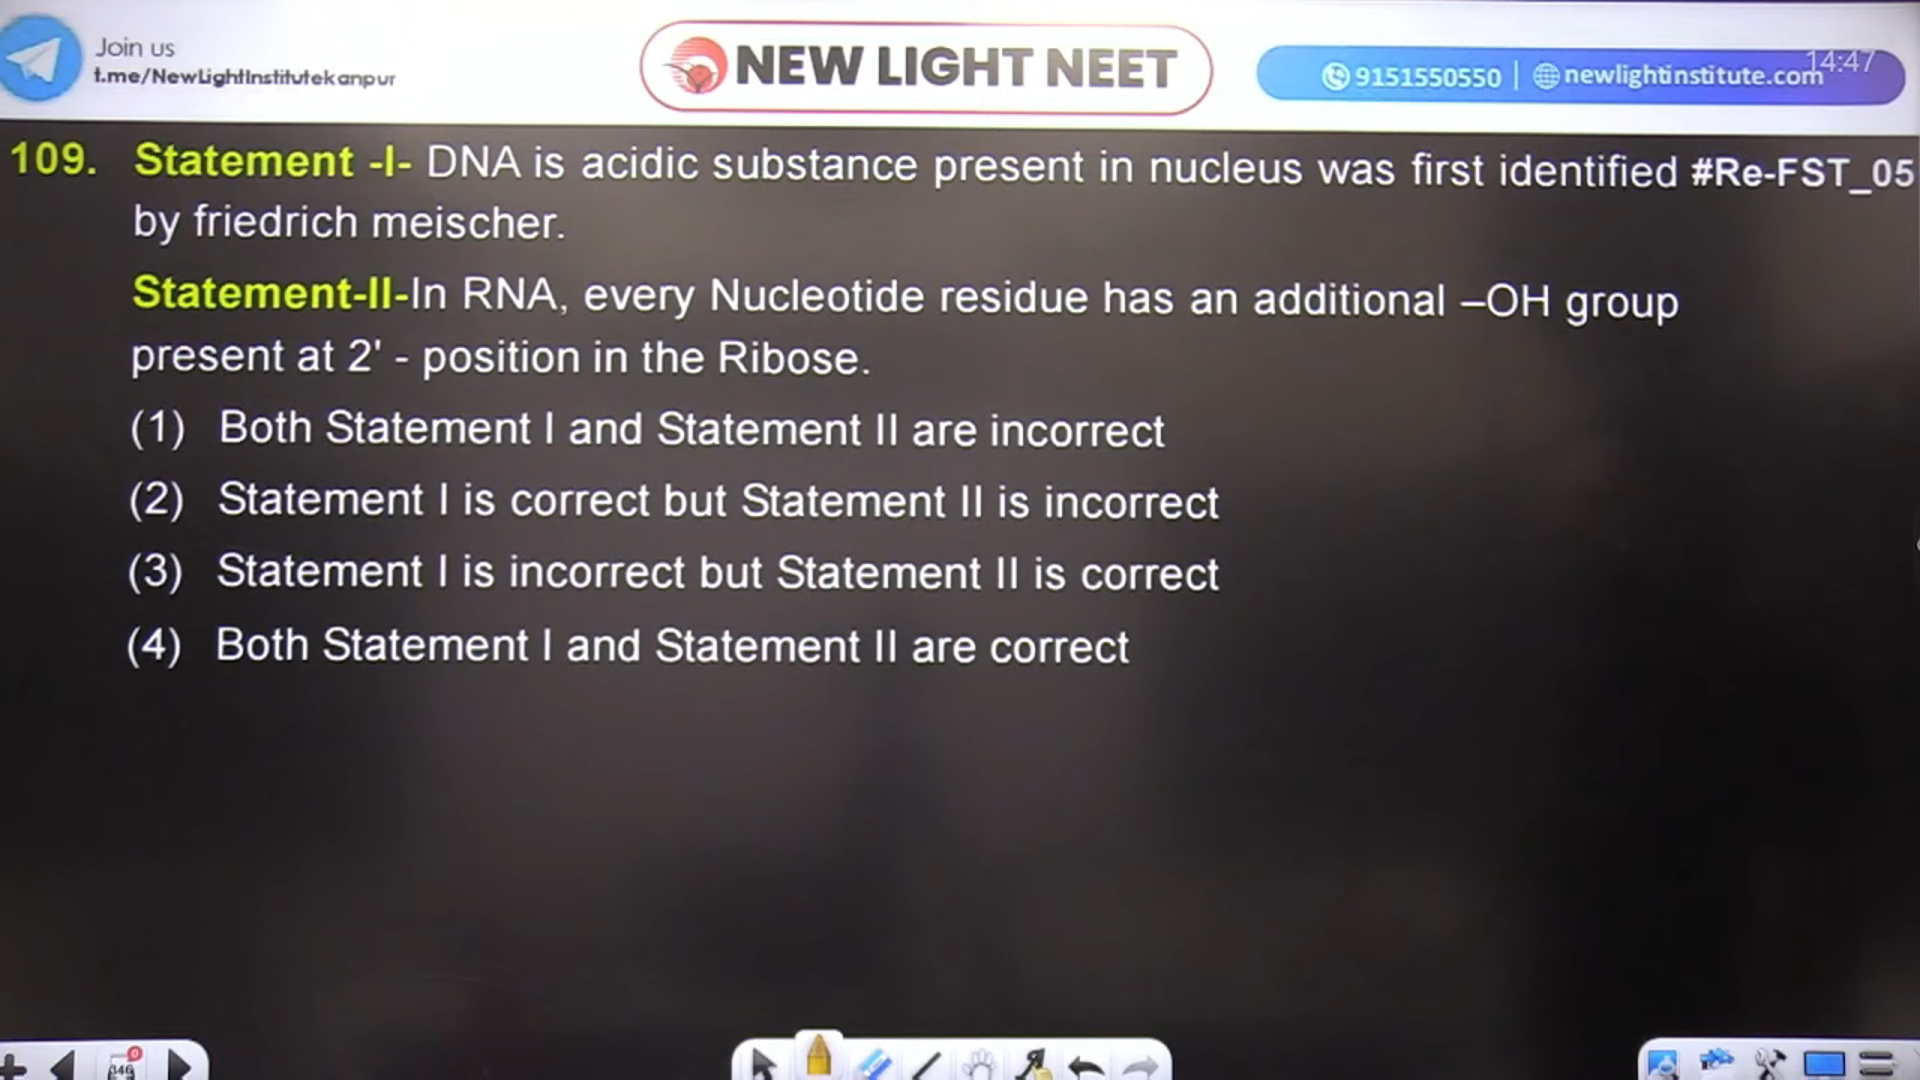 Join us
t.me/NewLightInstitutekanpur
NEW LIGHT NEET
9151550550 | newlightinstitute.com
14:47
109. Statement -I- DNA is acidic substance present in nucleus was first identified #Re-FST_05
by friedrich meischer.
Statement-II-In RNA, every Nucleotide residue has an additional –OH group
present at 2' - position in the Ribose.
(1) Both Statement I and Statement II are incorrect
(2) Statement I is correct but Statement II is incorrect
(3) Statement I is incorrect but Statement II is correct
(4) Both Statement I and Statement II are correct
0
346